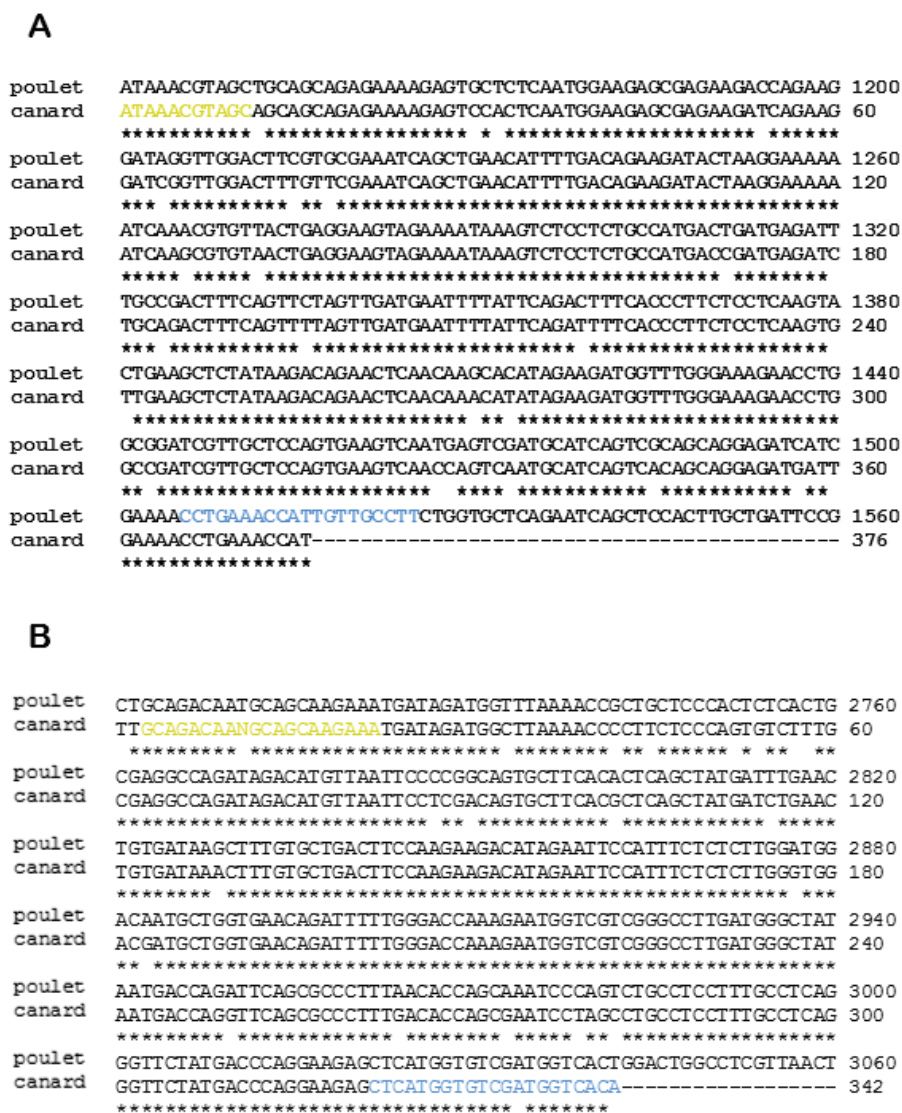 A
poulet ATAAACGTAGCTGCAGCAGAGAAAAGAGTGCTCTCAATGGAAGAGCGAGAAGACCAGAAG 1200
canard ATAAACGTAGCAGCAGCAGAGAAAAGAGTCCACTCAATGGAAGAGCGAGAAGATCAGAAG 60
*********** ***************** * ********************* ******
poulet GATAGGTTGGACTTCGTGCGAAATCAGCTGAACATTTTGACAGAAGATACTAAGGAAAAA 1260
canard GATCGGTTGGACTTTGTTCGAAATCAGCTGAACATTTTGACAGAAGATACTAAGGAAAAA 120
*** ********** ** ******************************************
poulet ATCAAACGTGTTACTGAGGAAGTAGAAAATAAAGTCTCCTCTGCCATGACTGATGAGATT 1320
canard ATCAAGCGTGTAACTGAGGAAGTAGAAAATAAAGTCTCCTCTGCCATGACCGATGAGATC 180
***** ***** ************************************** ********
poulet TGCCGACTTTCAGTTCTAGTTGATGAATTTTATTCAGACTTTCACCCTTCTCCTCAAGTA 1380
canard TGCAGACTTTCAGTTTTAGTTGATGAATTTTATTCAGATTTTCACCCTTCTCCTCAAGTG 240
*** *********** ********************** ********************
poulet CTGAAGCTCTATAAGACAGAACTCAACAAGCACATAGAAGATGGTTTGGGAAAGAACCTG 1440
canard TTGAAGCTCTATAAGACAGAACTCAACAAACATATAGAAGATGGTTTGGGAAAGAACCTG 300
**************************** ** ***************************
poulet GCGGATCGTTGCTCCAGTGAAGTCAATGAGTCGATGCATCAGTCGCAGCAGGAGATCATC 1500
canard GCCGATCGTTGCTCCAGTGAAGTCAACCAGTCAATGCATCAGTCACAGCAGGAGATGATT 360
** ***********************  **** *********** *********** **
poulet GAAAACCTGAAACCATTGTTGCCTTCTGGTGCTCAGAATCAGCTCCACTTGCTGATTCCG 1560
canard GAAAACCTGAAACCAT-------------------------------------------- 376
****************
B
poulet CTGCAGACAATGCAGCAAGAAATGATAGATGGTTTAAAACCGCTGCTCCCACTCTCACTG 2760
canard TTGCAGACAANGCAGCAAGAAATGATAGATGGCTTAAAACCCCTTCTCCCAGTGTCTTTG 60
********* ********************* ******** ** ****** * **  **
poulet CGAGGCCAGATAGACATGTTAATTCCCCGGCAGTGCTTCACACTCAGCTATGATTTGAAC 2820
canard CGAGGCCAGATAGACATGTTAATTCCTCGACAGTGCTTCACGCTCAGCTATGATCTGAAC 120
************************** ** *********** ************ *****
poulet TGTGATAAGCTTTGTGCTGACTTCCAAGAAGACATAGAATTCCATTTCTCTCTTGGATGG 2880
canard TGTGATAAACTTTGTGCTGACTTCCAAGAAGACATAGAATTCCATTTCTCTCTTGGGTGG 180
******** *********************************************** ***
poulet ACAATGCTGGTGAACAGATTTTTGGGACCAAAGAATGGTCGTCGGGCCTTGATGGGCTAT 2940
canard ACGATGCTGGTGAACAGATTTTTGGGACCAAAGAATGGTCGTCGGGCCTTGATGGGCTAT 240
** *********************************************************
poulet AATGACCAGATTCAGCGCCCTTTAACACCAGCAAATCCCAGTCTGCCTCCTTTGCCTCAG 3000
canard AATGACCAGGTTCAGCGCCCTTTGACACCAGCGAATCCTAGCCTGCCTCCTTTGCCTCAG 300
********* ************* ******** ***** ** ******************
poulet GGTTCTATGACCCAGGAAGAGCTCATGGTGTCGATGGTCACTGGACTGGCCTCGTTAACT 3060
canard GGTTCTATGACCCAGGAAGAGCTCATGGTGTCGATGGTCACA------------------ 342
********************************* *******